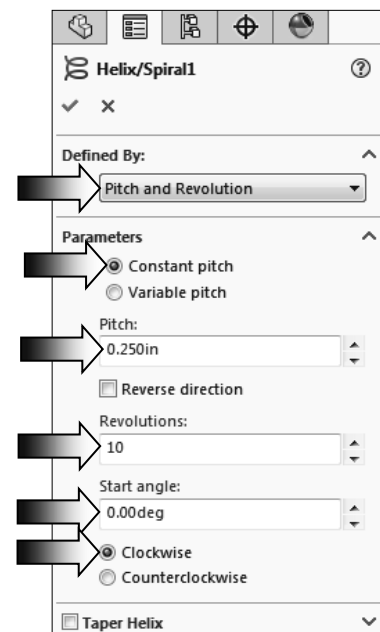 Helix/Spiral1
Defined By:
Pitch and Revolution
Parameters
Constant pitch
Variable pitch
Pitch:
0.250in
Reverse direction
Revolutions:
10
Start angle:
0.00deg
Clockwise
Counterclockwise
Taper Helix